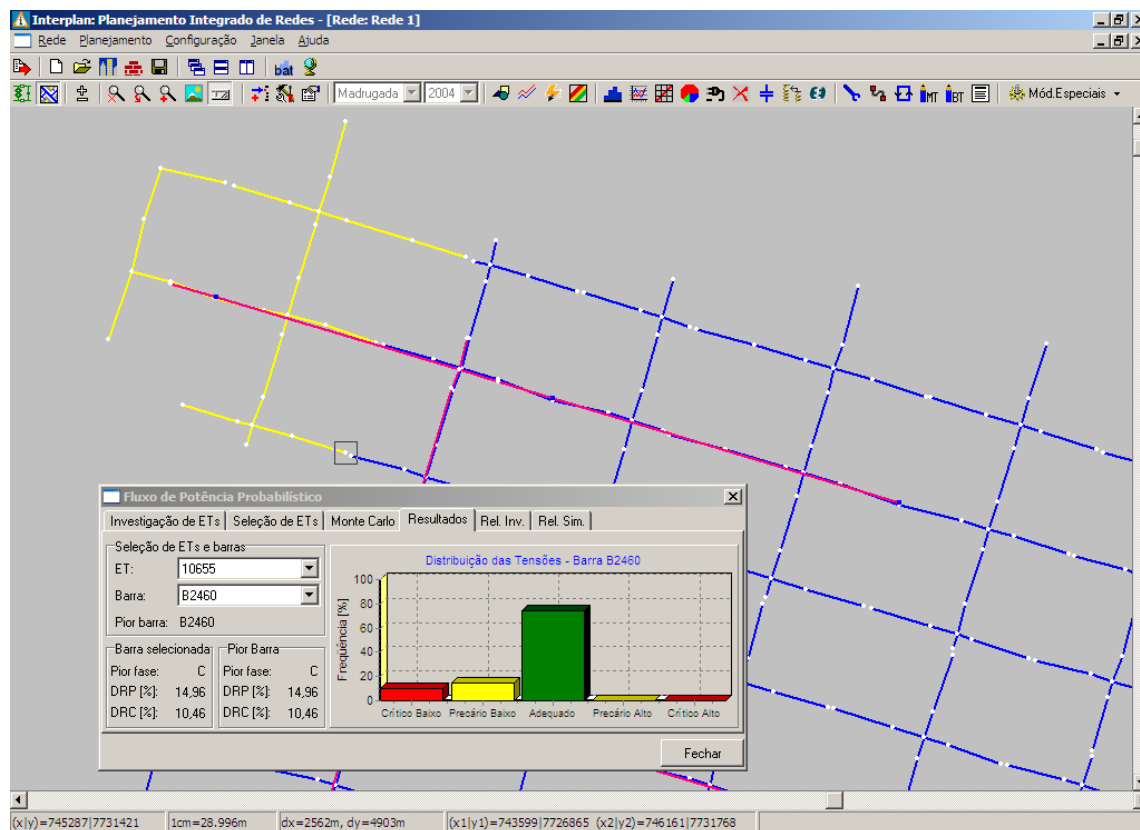 Interplan: Planejamento Integrado de Redes - [Rede: Rede 1]
Rede Planejamento Configuração Janela Ajuda
bat
Madrugada 2004 MT BT Mód.Especiais
Fluxo de Potência Probabilístico
Investigação de ETs Seleção de ETs Monte Carlo Resultados Rel. Inv. Rel. Sim.
Seleção de ETs e barras
ET: 10655
Barra: B2460
Pior barra: B2460
Barra selecionada
Pior fase: C
DRP [%]: 14,96
DRC [%]: 10,46
Pior Barra
Pior fase: C
DRP [%]: 14,96
DRC [%]: 10,46
Distribuição das Tensões - Barra B2460
Freqüência [%]
100
80
60
40
20
0
Crítico Baixo Precário Baixo Adequado Precário Alto Crítico Alto
Fechar
(x|y)=745287|7731421 1cm=28.996m dx=2562m, dy=4903m (x1|y1)=743599|7726865 (x2|y2)=746161|7731768